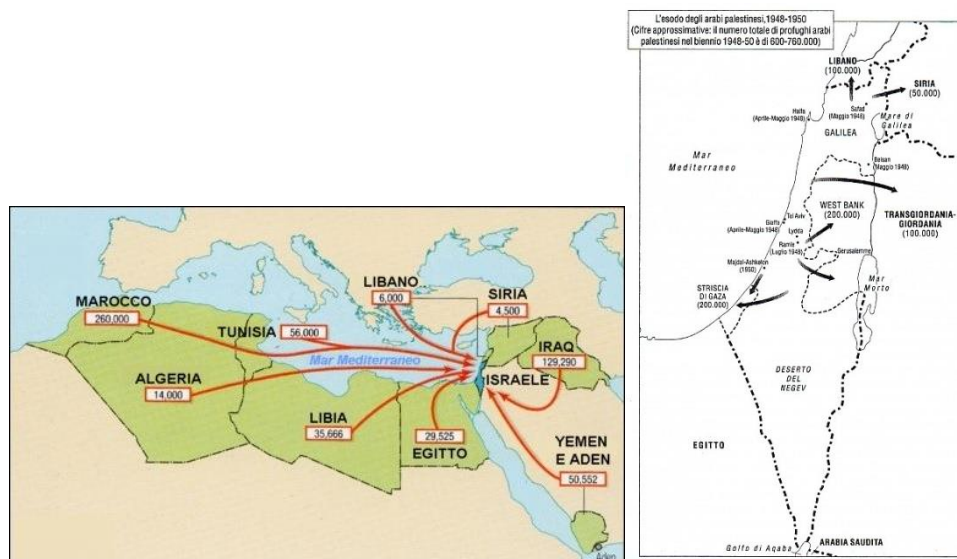 MAROCCO
260,000
ALGERIA
14,000
TUNISIA
56,000
Mar Mediterraneo
LIBIA
35,666
LIBANO
6,000
SIRIA
4,500
IRAQ
129,290
ISRAELE
EGITTO
29,525
YEMEN
E ADEN
50,552
Aden
L'esodo degli arabi palestinesi, 1948-1950
(Cifre approssimative: il numero totale di profughi arabi
palestinesi nel biennio 1948-50 è di 600-760.000)
LIBANO
(100.000)
SIRIA
(50.000)
Safad
(Maggio 1948)
Haifa
(Aprile-Maggio 1948)
Mare di
Galilea
GALILEA
Mar
Mediterraneo
Beisan
(Maggio 1948)
WEST BANK
(200.000)
TRANSGIORDANIA-
GIORDANIA
(100.000)
Tel Aviv
Giaffa
(Aprile-Maggio 1948)
Lydda
Ramle
(Luglio 1948)
Gerusalemme
Majdal-Ashkelon
(1950)
Mar
Morto
STRISCIA
DI GAZA
(200.000)
DESERTO
DEL
NEGEV
EGITTO
Golfo di Aqaba
ARABIA SAUDITA